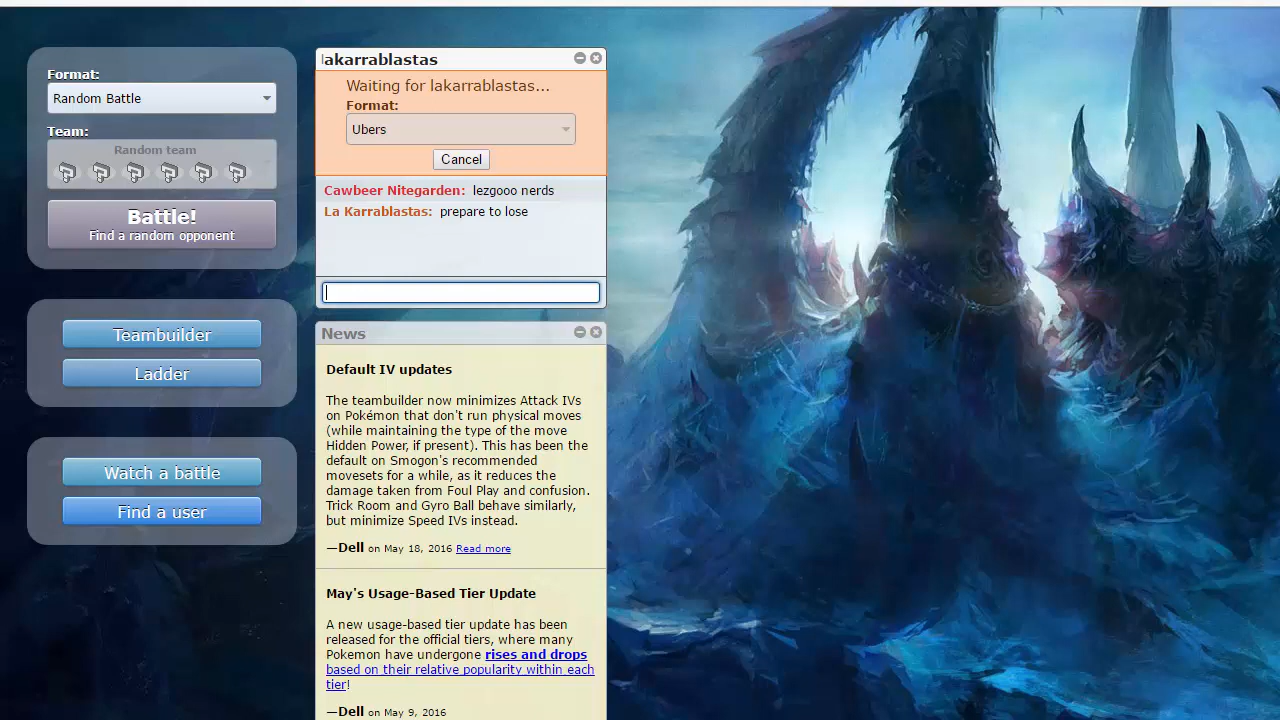 Format:
Random Battle
Team:
Random team
Battle!
Find a random opponent
Teambuilder
Ladder
Watch a battle
Find a user
lakarrablastas
Waiting for lakarrablastas...
Format:
Ubers
Cancel
Cawbeer Nitegarden: lezgooo nerds
La Karrablastas: prepare to lose
News
Default IV updates
The teambuilder now minimizes Attack IVs
on Pokémon that don't run physical moves
(while maintaining the type of the move
Hidden Power, if present). This has been the
default on Smogon's recommended
movesets for a while, as it reduces the
damage taken from Foul Play and confusion.
Trick Room and Gyro Ball behave similarly,
but minimize Speed IVs instead.
—Dell on May 18, 2016 Read more
May's Usage-Based Tier Update
A new usage-based tier update has been
released for the official tiers, where many
Pokemon have undergone rises and drops
based on their relative popularity within each
tier!
—Dell on May 9, 2016